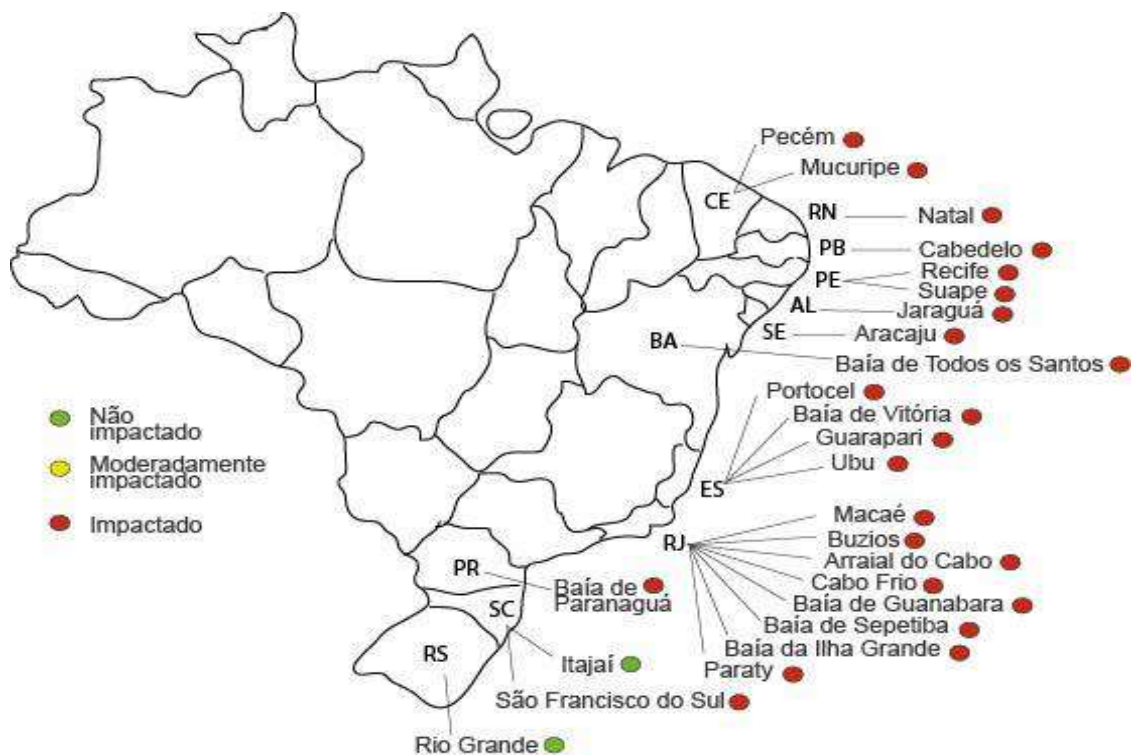 Pecém
Mucuripe
CE
RN
Natal
PB
Cabedelo
PE
Recife
Suape
AL
Jaraguá
SE
Aracaju
BA
Baía de Todos os Santos
Portocel
Baía de Vitória
Guarapari
Ubu
ES
Não
impactado
Moderadamente
impactado
Impactado
Macaé
Buzios
RJ
Arraial do Cabo
Cabo Frio
Baía de Guanabara
Baía de Sepetiba
Baía da Ilha Grande
Paraty
PR
Baía de
Paranaguá
SC
Itajaí
São Francisco do Sul
RS
Rio Grande